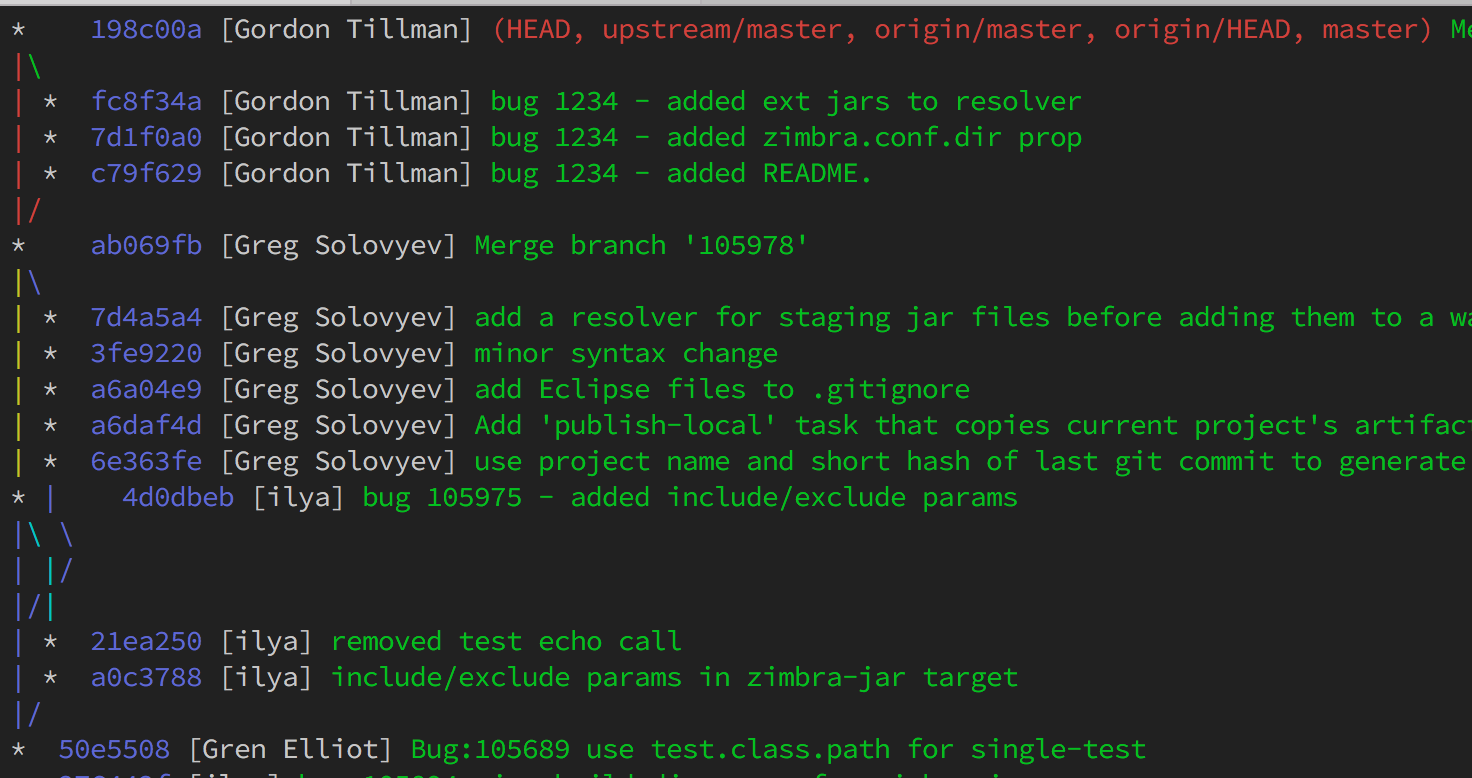 * 198c00a [Gordon Tillman] (HEAD, upstream/master, origin/master, origin/HEAD, master)
|\
| * fc8f34a [Gordon Tillman] bug 1234 - added ext jars to resolver
| * 7d1f0a0 [Gordon Tillman] bug 1234 - added zimbra.conf.dir prop
| * c79f629 [Gordon Tillman] bug 1234 - added README.
|/
* ab069fb [Greg Solovyev] Merge branch '105978'
|\
| * 7d4a5a4 [Greg Solovyev] add a resolver for staging jar files before adding them to a
| * 3fe9220 [Greg Solovyev] minor syntax change
| * a6a04e9 [Greg Solovyev] add Eclipse files to .gitignore
| * a6daf4d [Greg Solovyev] Add 'publish-local' task that copies current project's
| * 6e363fe [Greg Solovyev] use project name and short hash of last git commit to generate
* | 4d0dbeb [ilya] bug 105975 - added include/exclude params
|\ \
| |/
|/|
| * 21ea250 [ilya] removed test echo call
| * a0c3788 [ilya] include/exclude params in zimbra-jar target
|/
* 50e5508 [Gren Elliot] Bug:105689 use test.class.path for single-test